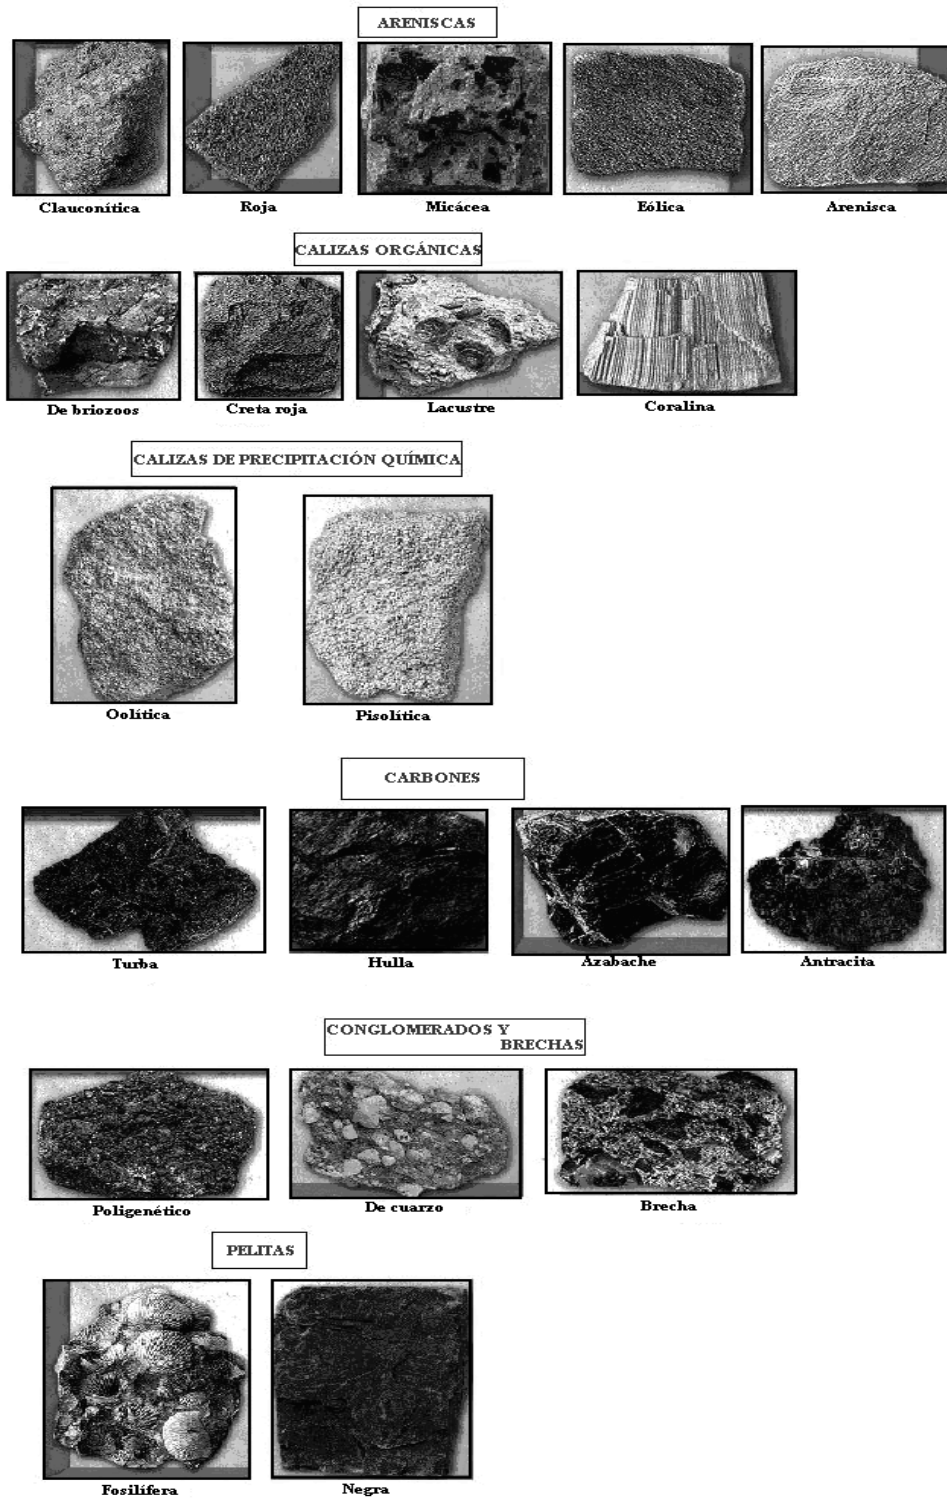 ARENISCAS
Clauconítica Roja Micácea Eólica Arenisca
CALIZAS ORGÁNICAS
De briozoos Creta roja Lacustre Coralina
CALIZAS DE PRECIPITACIÓN QUÍMICA
Oolítica Pisolítica
CARBONES
Turba Hulla Azabache Antracita
CONGLOMERADOS Y
BRECHAS
Poligenético De cuarzo Brecha
PELITAS
Fosilífera Negra